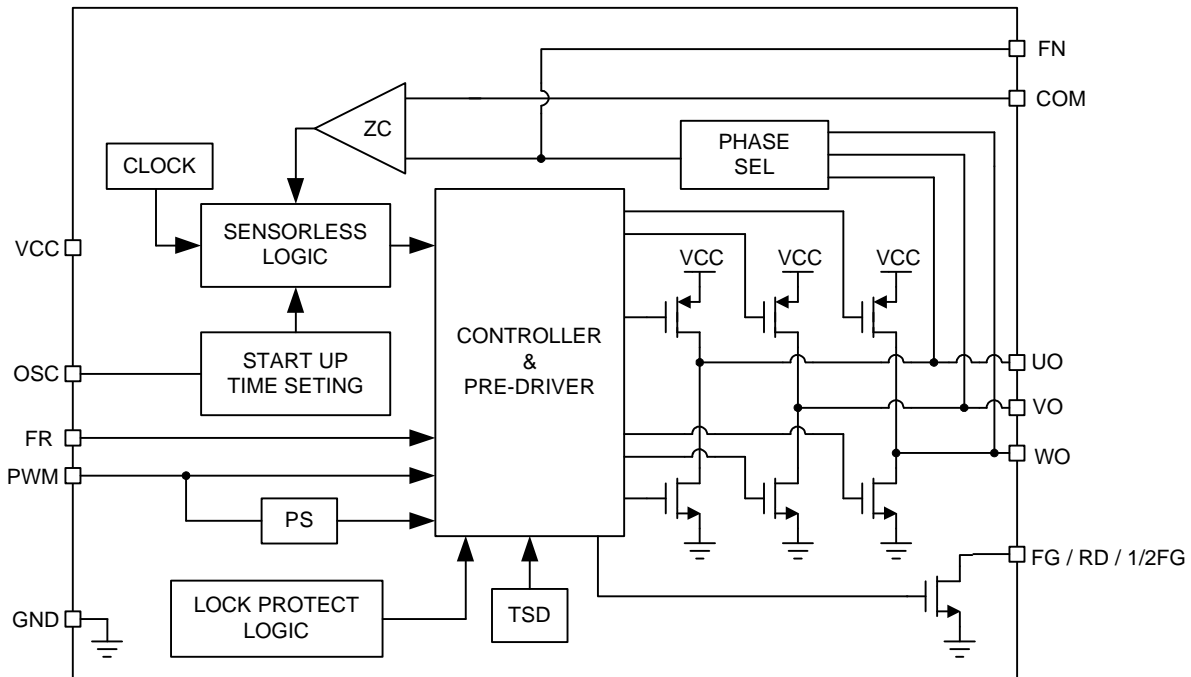 FN
COM
ZC
PHASE
SEL
CLOCK
SENSORLESS
LOGIC
VCC
VCC
VCC
VCC
CONTROLLER
&
PRE-DRIVER
START UP
TIME SETING
OSC
UO
VO
WO
FR
PWM
PS
FG / RD / 1/2FG
LOCK PROTECT
LOGIC
TSD
GND